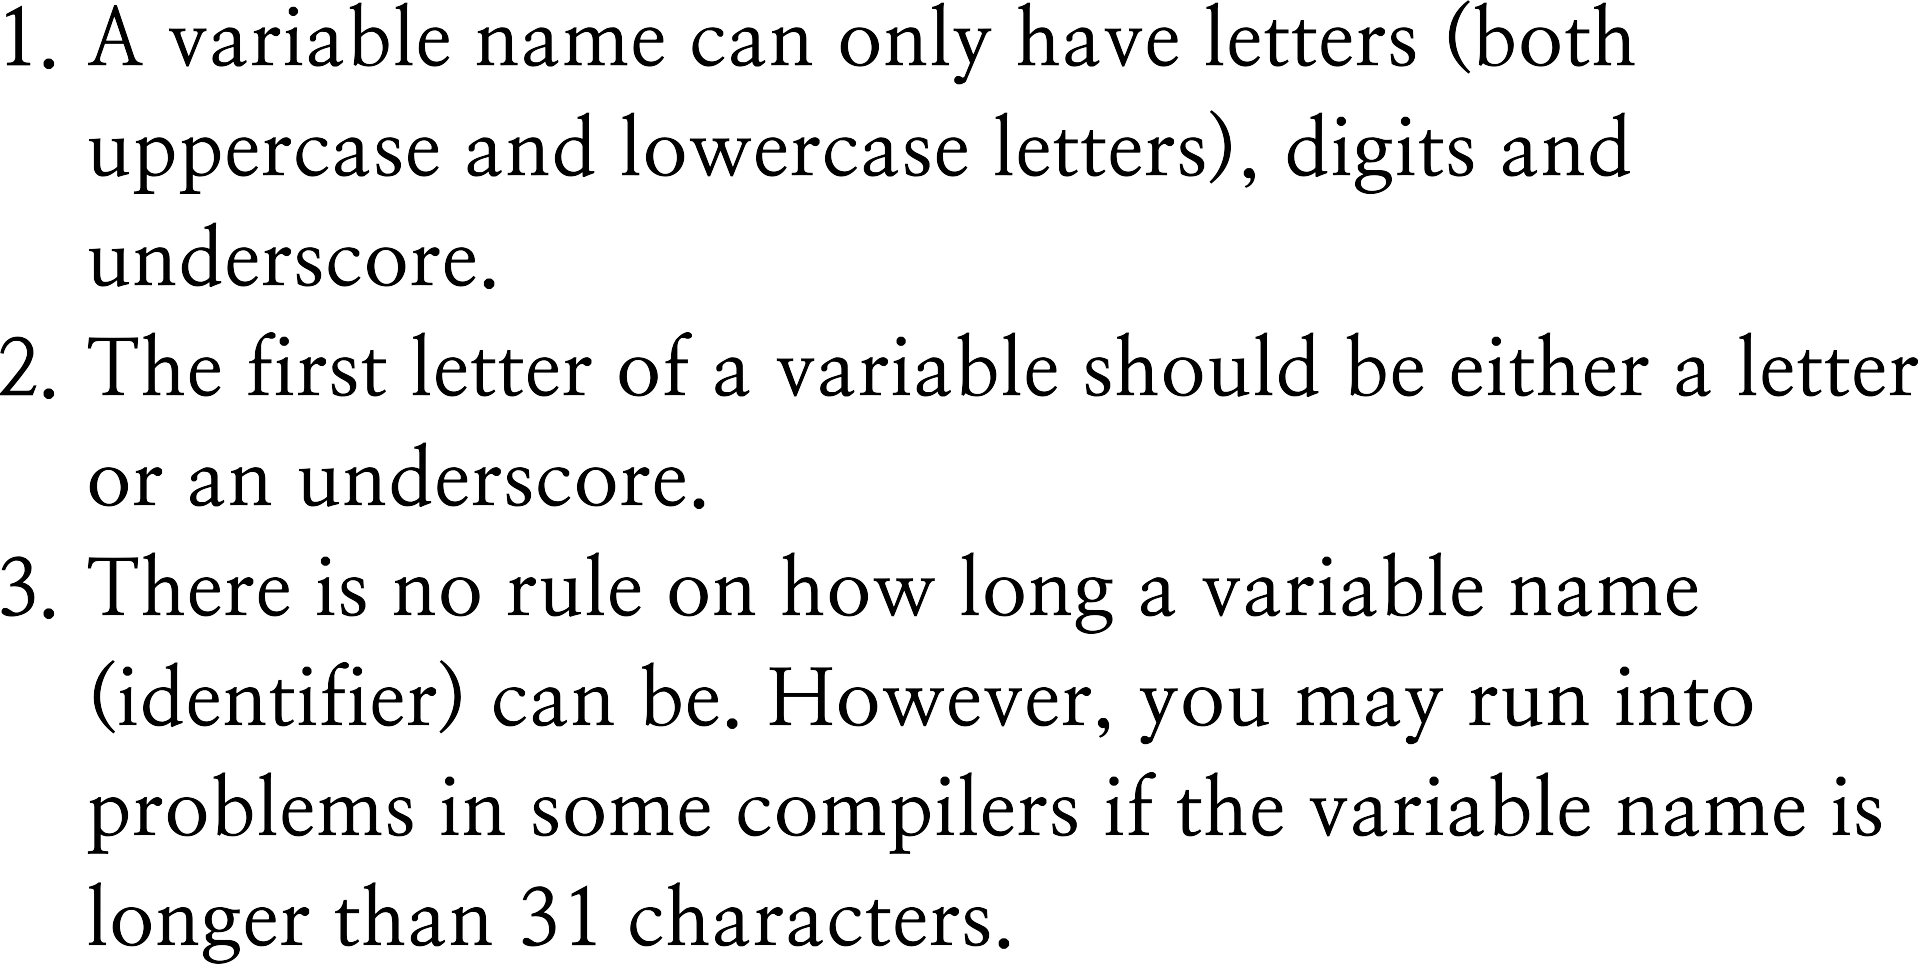 1. A variable name can only have letters (both
uppercase and lowercase letters), digits and
underscore.
2. The first letter of a variable should be either a letter
or an underscore.
3. There is no rule on how long a variable name
(identifier) can be. However, you may run into
problems in some compilers if the variable name is
longer than 31 characters.